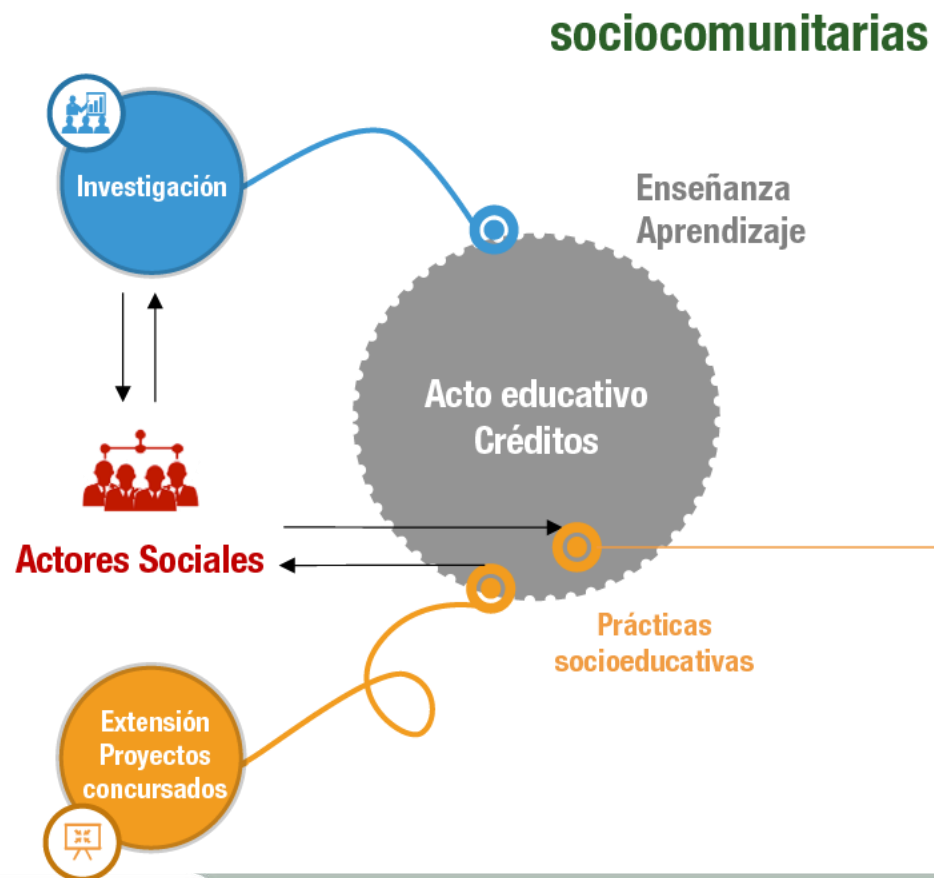 sociocomunitarias
Investigación
Enseñanza
Aprendizaje
Acto educativo
Créditos
Actores Sociales
Prácticas
socioeducativas
Extensión
Proyectos
concursados